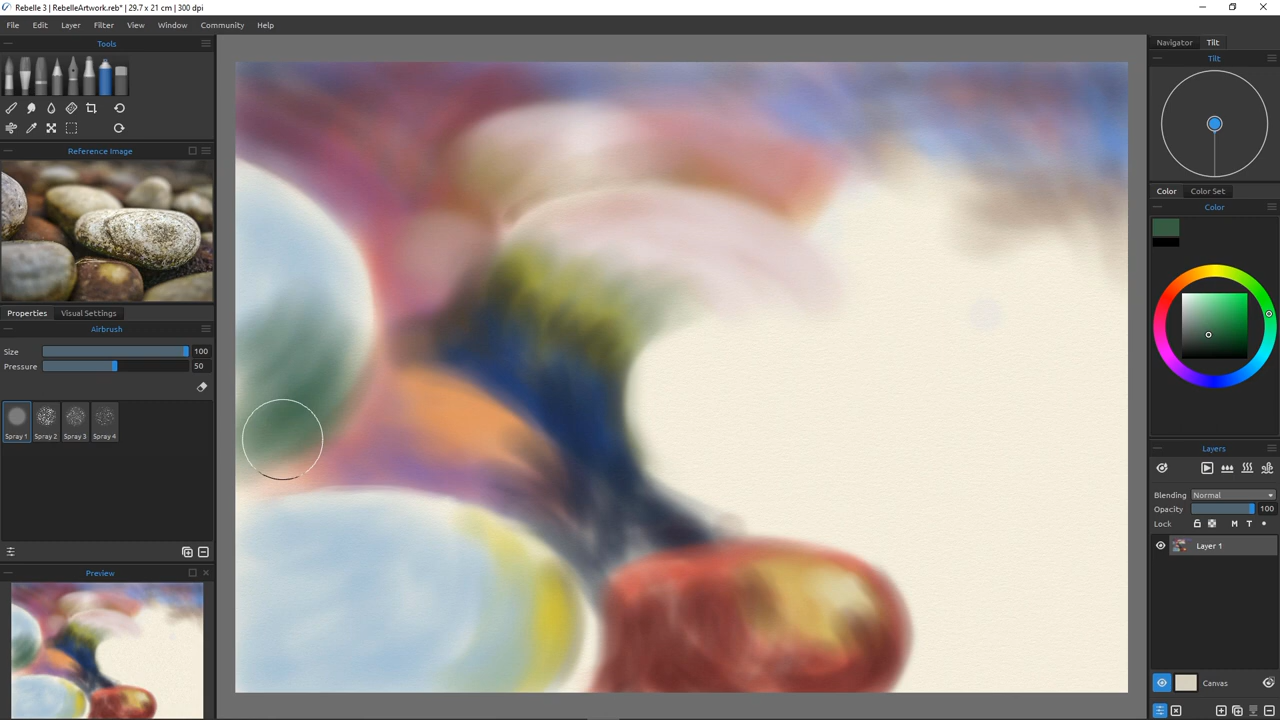 Rebelle 3 | RebelleArtwork.reb* | 29.7 x 21 cm | 300 dpi
File Edit Layer Filter View Window Community Help
Tools
Reference Image
Properties Visual Settings
Airbrush
Size 100
Pressure 50
Spray 1 Spray 2 Spray 3 Spray 4
Preview
Navigator Tilt
Tilt
Color Color Set
Color
Layers
Blending Normal
Opacity 100
Lock M T
Layer 1
Canvas